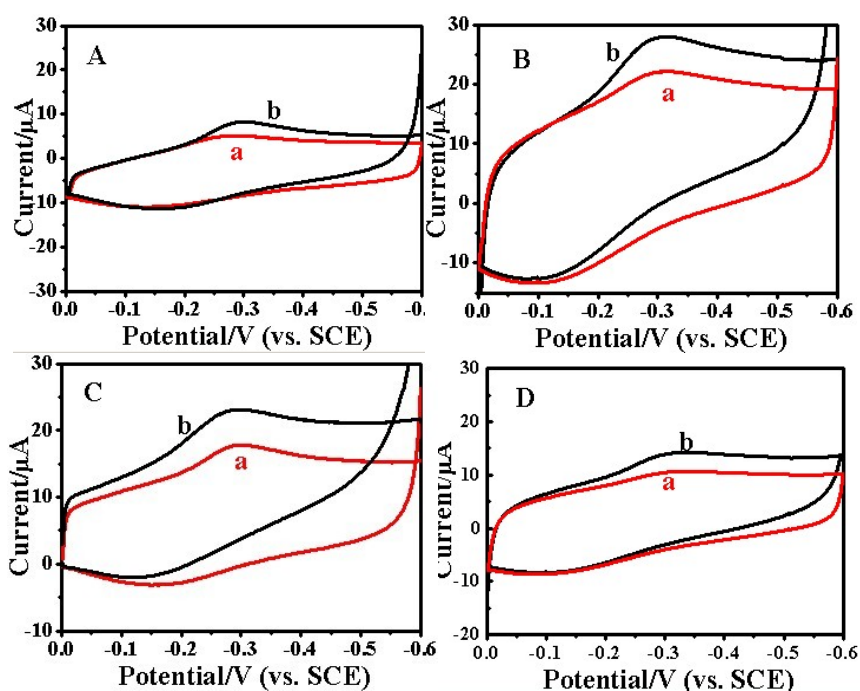 30
20
10
0
10
-20
-30
Current/µA
A
b
a
0.0 -0.1 -0.2 -0.3 -0.4 -0.5 -0.
Potential/V (vs. SCE)
30
20
10
0
-10
Current/µA
B
b
a
0.0 -0.1 -0.2 -0.3 -0.4 -0.5 -0.6
Potential/V (vs. SCE)
30
20
10
0
-10
Current/µA
C
b
a
0.0 -0.1 -0.2 -0.3 -0.4 -0.5 -0.6
Potential/V (vs. SCE)
30
20
10
0
-10
-20
Current/µA
D
b
a
0.0 -0.1 -0.2 -0.3 -0.4 -0.5 -0.6
Potential/V (vs. SCE)